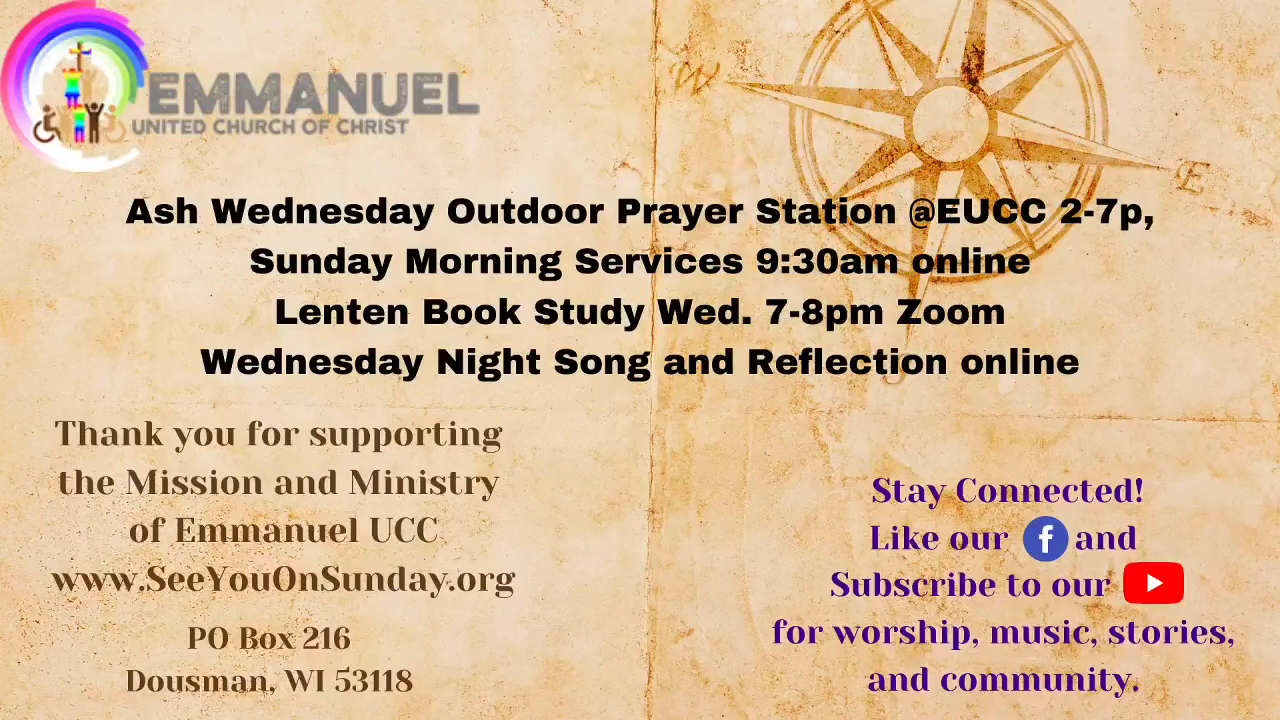 EMMANUEL
UNITED CHURCH OF CHRIST
W
E
Ash Wednesday Outdoor Prayer Station @EUCC 2-7p,
Sunday Morning Services 9:30am online
Lenten Book Study Wed. 7-8pm Zoom
Wednesday Night Song and Reflection online
S
Thank you for supporting
the Mission and Ministry
of Emmanuel UCC
www.SeeYouOnSunday.org
PO Box 216
Dousman, WI 53118
Stay Connected!
Like our f and
Subscribe to our
for worship, music, stories,
and community.